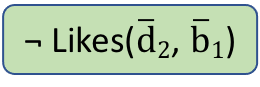 ¬ Likes(d̅₂, b̅₁)